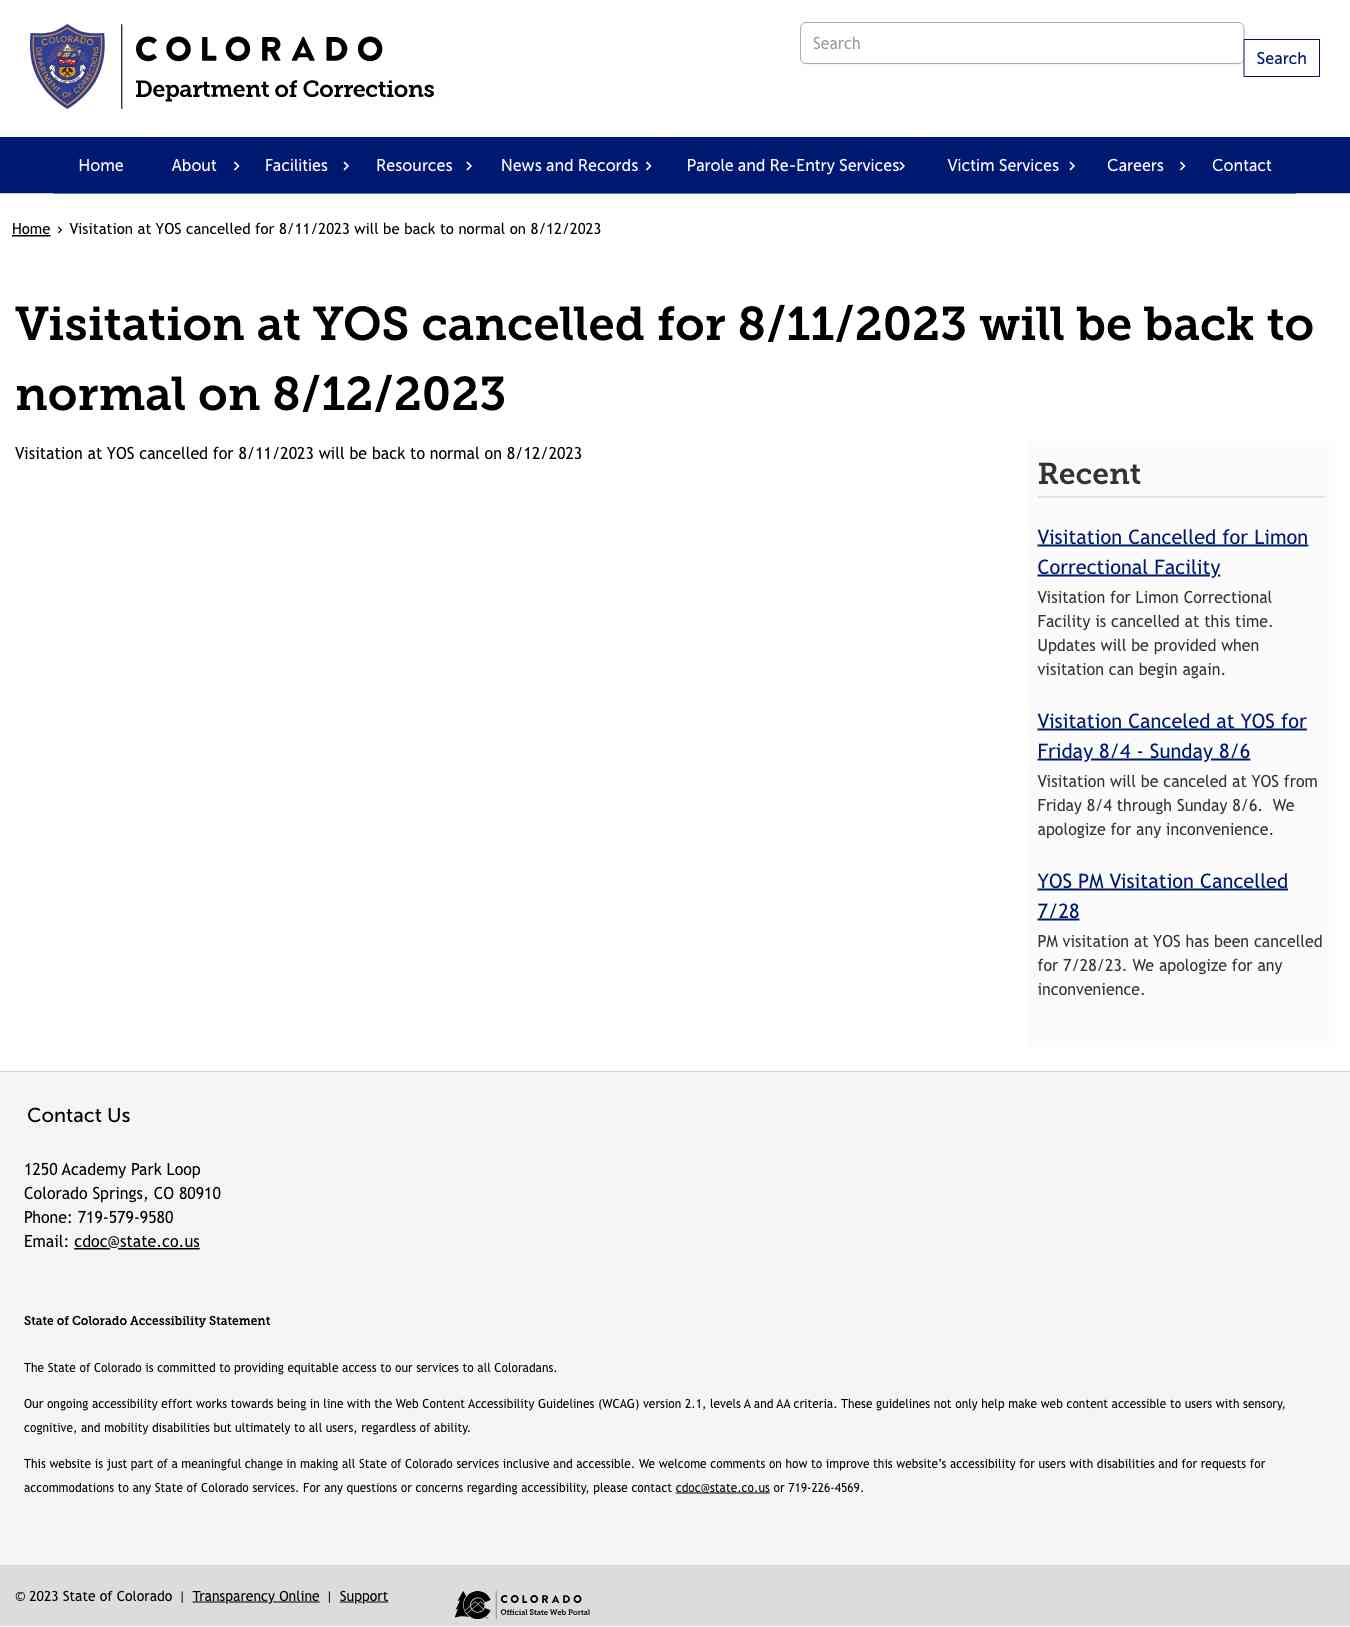 COLORADO
Department of Corrections
Search
Search
Home About Facilities Resources News and Records Parole and Re-Entry Services Victim Services Careers Contact
Home › Visitation at YOS cancelled for 8/11/2023 will be back to normal on 8/12/2023
Visitation at YOS cancelled for 8/11/2023 will be back to
normal on 8/12/2023
Visitation at YOS cancelled for 8/11/2023 will be back to normal on 8/12/2023
Recent
Visitation Cancelled for Limon
Correctional Facility
Visitation for Limon Correctional
Facility is cancelled at this time.
Updates will be provided when
visitation can begin again.
Visitation Canceled at YOS for
Friday 8/4 - Sunday 8/6
Visitation will be canceled at YOS from
Friday 8/4 through Sunday 8/6.  We
apologize for any inconvenience.
YOS PM Visitation Cancelled
7/28
PM visitation at YOS has been cancelled
for 7/28/23. We apologize for any
inconvenience.
Contact Us
1250 Academy Park Loop
Colorado Springs, CO 80910
Phone: 719-579-9580
Email: cdoc@state.co.us
State of Colorado Accessibility Statement
The State of Colorado is committed to providing equitable access to our services to all Coloradans.
Our ongoing accessibility effort works towards being in line with the Web Content Accessibility Guidelines (WCAG) version 2.1, levels A and AA criteria. These guidelines not only help make web content accessible to users with sensory,
cognitive, and mobility disabilities but ultimately to all users, regardless of ability.
This website is just part of a meaningful change in making all State of Colorado services inclusive and accessible. We welcome comments on how to improve this website's accessibility for users with disabilities and for requests for
accommodations to any State of Colorado services. For any questions or concerns regarding accessibility, please contact cdoc@state.co.us or 719-226-4569.
© 2023 State of Colorado | Transparency Online | Support
COLORADO
Official State Web Portal